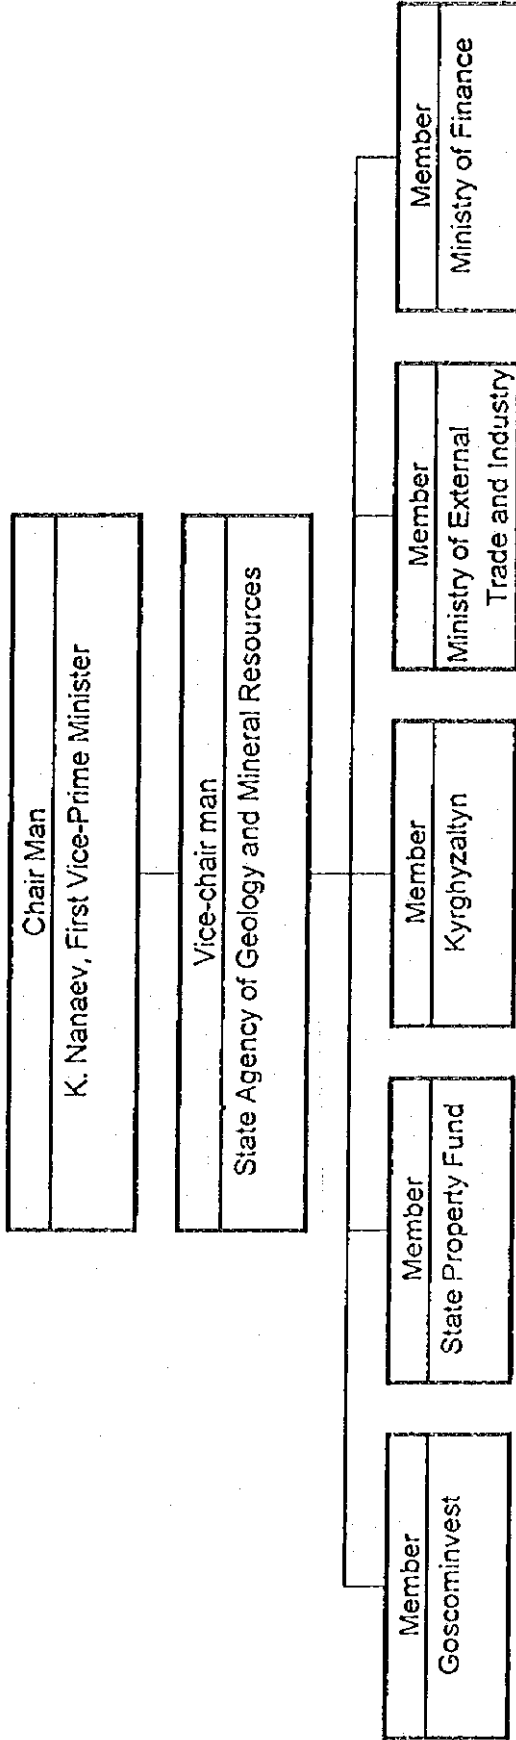 Chair Man
K. Nanaev, First Vice-Prime Minister
Vice-chair man
State Agency of Geology and Mineral Resources
Member
Goscominvest
Member
State Property Fund
Member
Kyrghyzaltyn
Member
Ministry of External
Trade and Industry
Member
Ministry of Finance